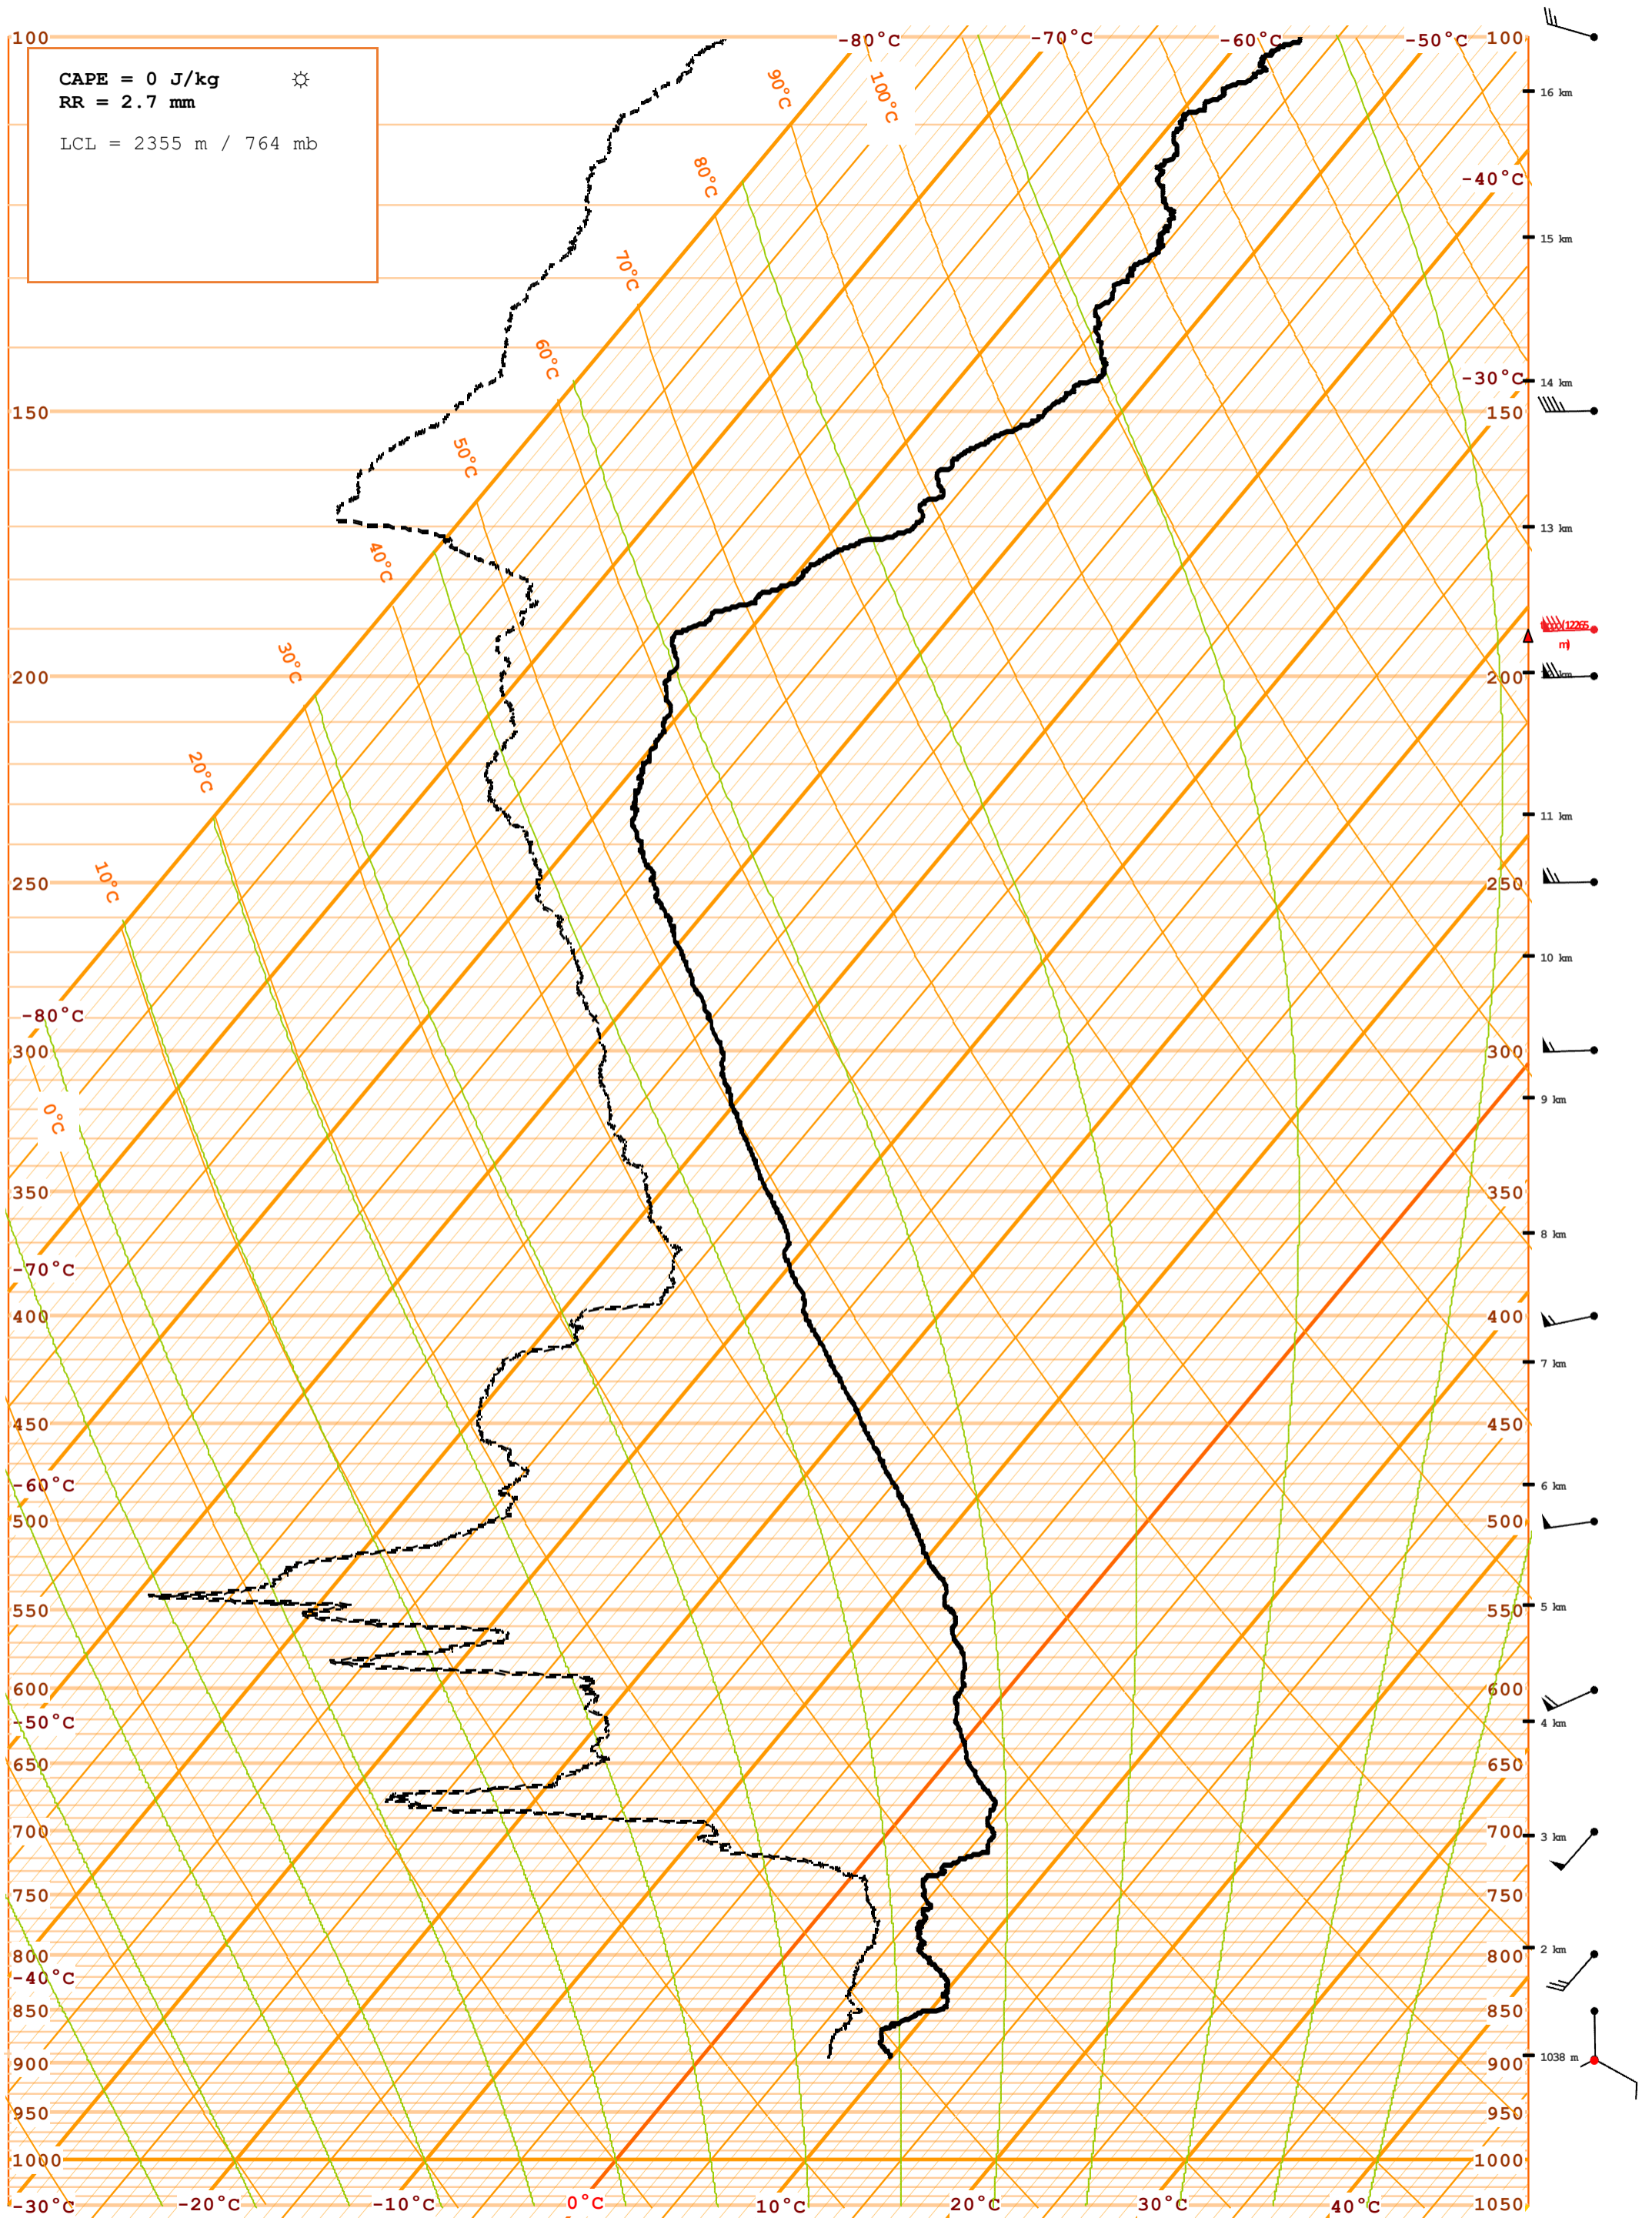 -80°C -70°C -60°C -50°C
100 100
CAPE = 0 J/kg ☼
RR = 2.7 mm
LCL = 2355 m / 764 mb
90°C 100°C
16 km
80°C
-40°C
15 km
70°C
60°C
-30°C
14 km
150 150
50°C
13 km
40°C
(12265
m)
30°C
200 200
km
20°C
11 km
10°C
250 250
10 km
-80°C
300 300
9 km
0°C
350 350
8 km
-70°C
400 400
7 km
450 450
-60°C
6 km
500 500
550 550
5 km
600 600
-50°C
4 km
650 650
700 700
3 km
750 750
800 800
2 km
-40°C
850 850
900 900
1038 m
950 950
1000 1000
-30°C -20°C -10°C 0°C 10°C 20°C 30°C 40°C 1050